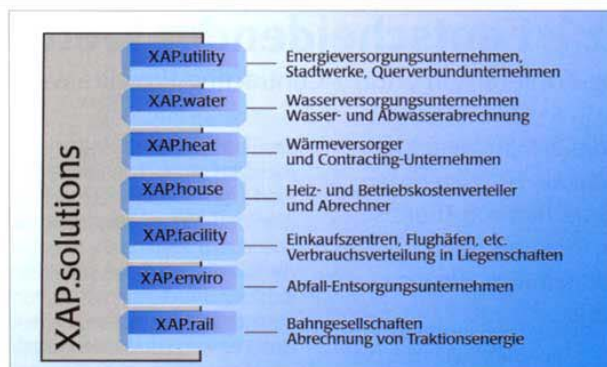 XAP.solutions
XAP.utility
Energieversorgungsunternehmen,
Stadtwerke, Querverbundunternehmen
XAP.water
Wasserversorgungsunternehmen
Wasser- und Abwasserabrechnung
XAP.heat
Wärmeversorger
und Contracting-Unternehmen
XAP.house
Heiz- und Betriebskostenverteiler
und Abrechner
XAP.facility
Einkaufszentren, Flughäfen, etc.
Verbrauchsverteilung in Liegenschaften
XAP.enviro
Abfall-Entsorgungsunternehmen
XAP.rail
Bahngesellschaften
Abrechnung von Traktionsenergie